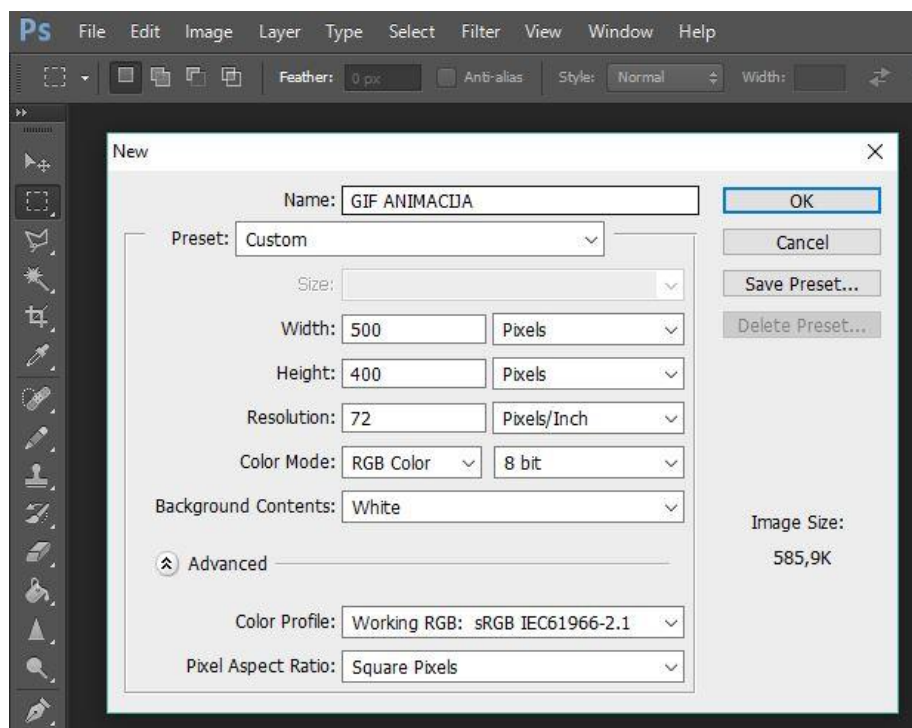 Ps File Edit Image Layer Type Select Filter View Window Help
Feather: 0 px Anti-alias Style: Normal Width:
New
Name: GIF ANIMACIJA OK
Preset: Custom Cancel
Size: Save Preset...
Width: 500 Pixels Delete Preset...
Height: 400 Pixels
Resolution: 72 Pixels/Inch
Color Mode: RGB Color 8 bit
Background Contents: White
Image Size:
Advanced 585,9K
Color Profile: Working RGB: sRGB IEC61966-2.1
Pixel Aspect Ratio: Square Pixels